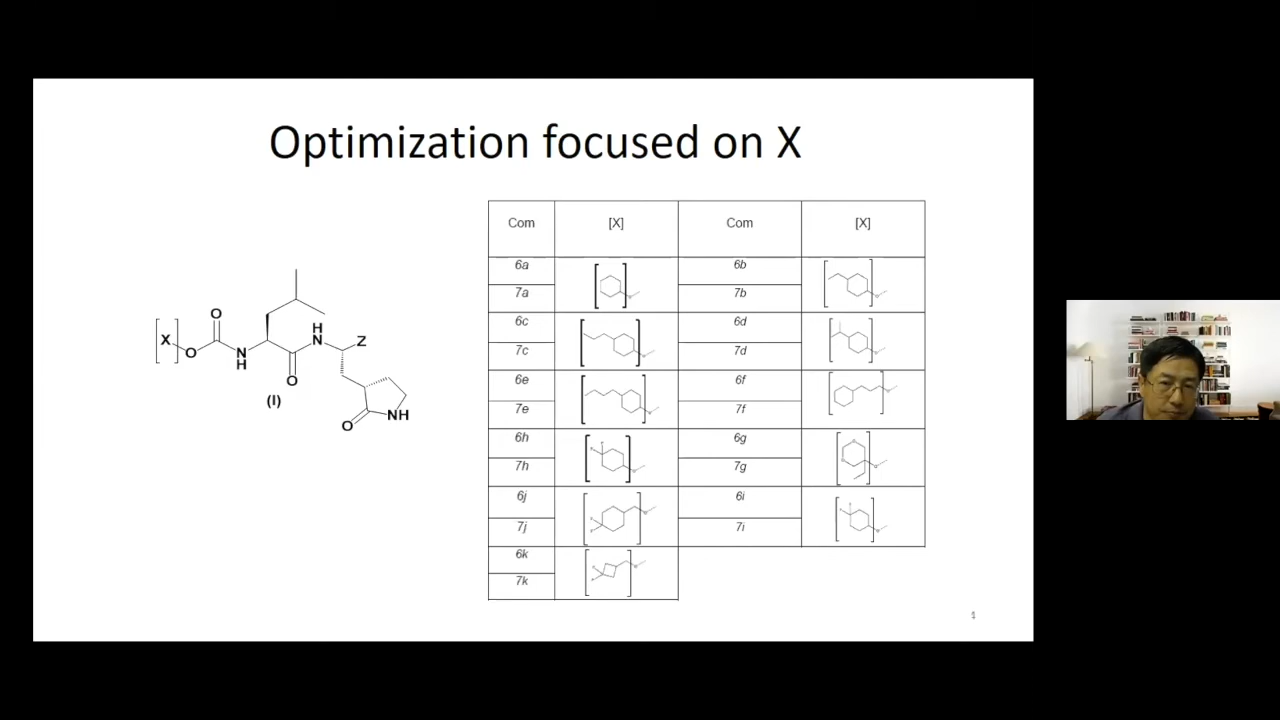 Optimization focused on X
X
O
O
N
H
O
H
N
Z
O
NH
(I)
Com [X] Com [X]
6a 6b
7a 7b
6c 6d
7c 7d
6e 6f
7e 7f
6h 6g
7h 7g
6j 6i
7j 7i
6k
7k